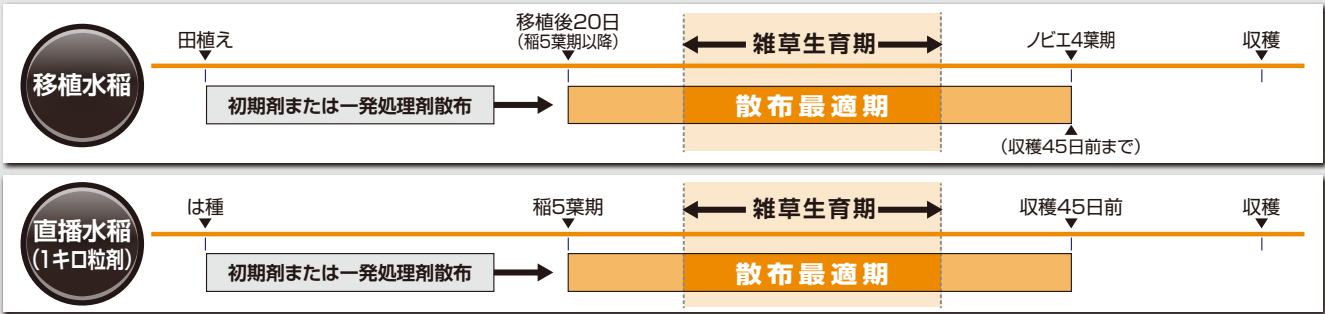 移植水稲
田植え
移植後20日
(稲5葉期以降)
雑草生育期
ノビエ4葉期
収穫
初期剤または一発処理剤散布
散布最適期
(収穫45日前まで)
直播水稲
(1キロ粒剤)
は種
稲5葉期
雑草生育期
収穫45日前
収穫
初期剤または一発処理剤散布
散布最適期